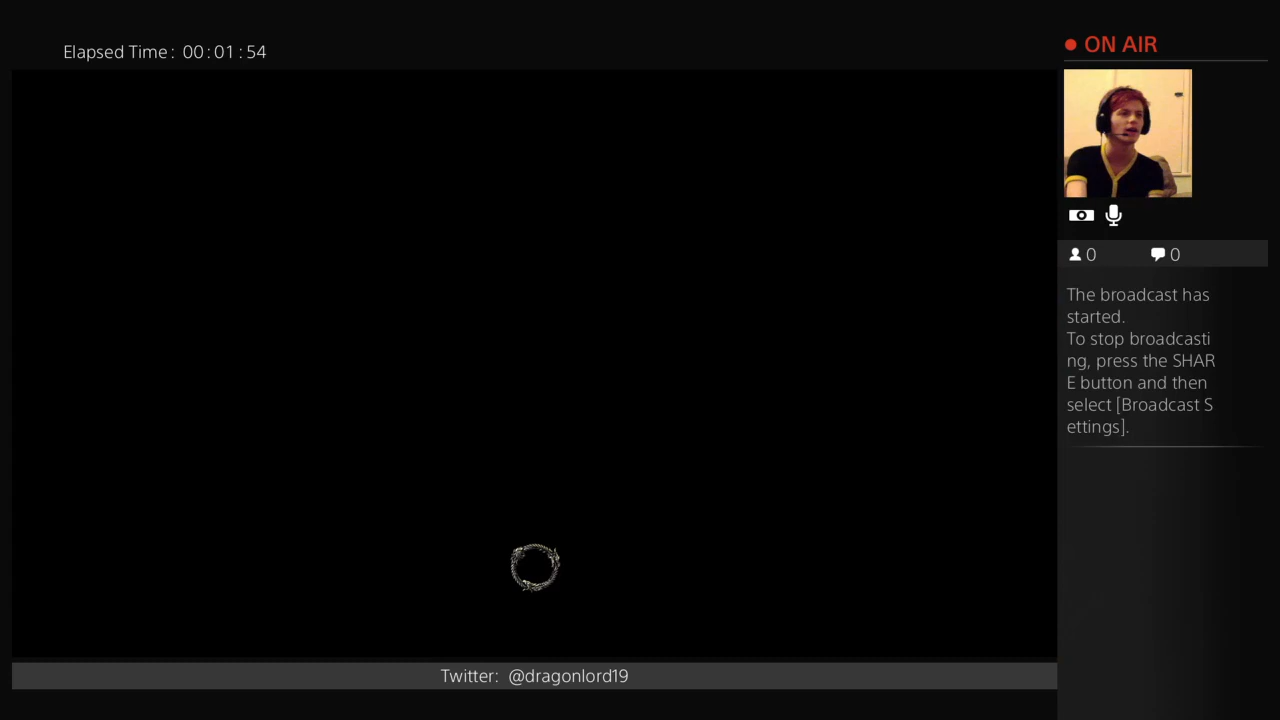 Elapsed Time: 00:01:54
ON AIR
0 0
The broadcast has
started.
To stop broadcasti
ng, press the SHAR
E button and then
select [Broadcast S
ettings].
Twitter: @dragonlord19